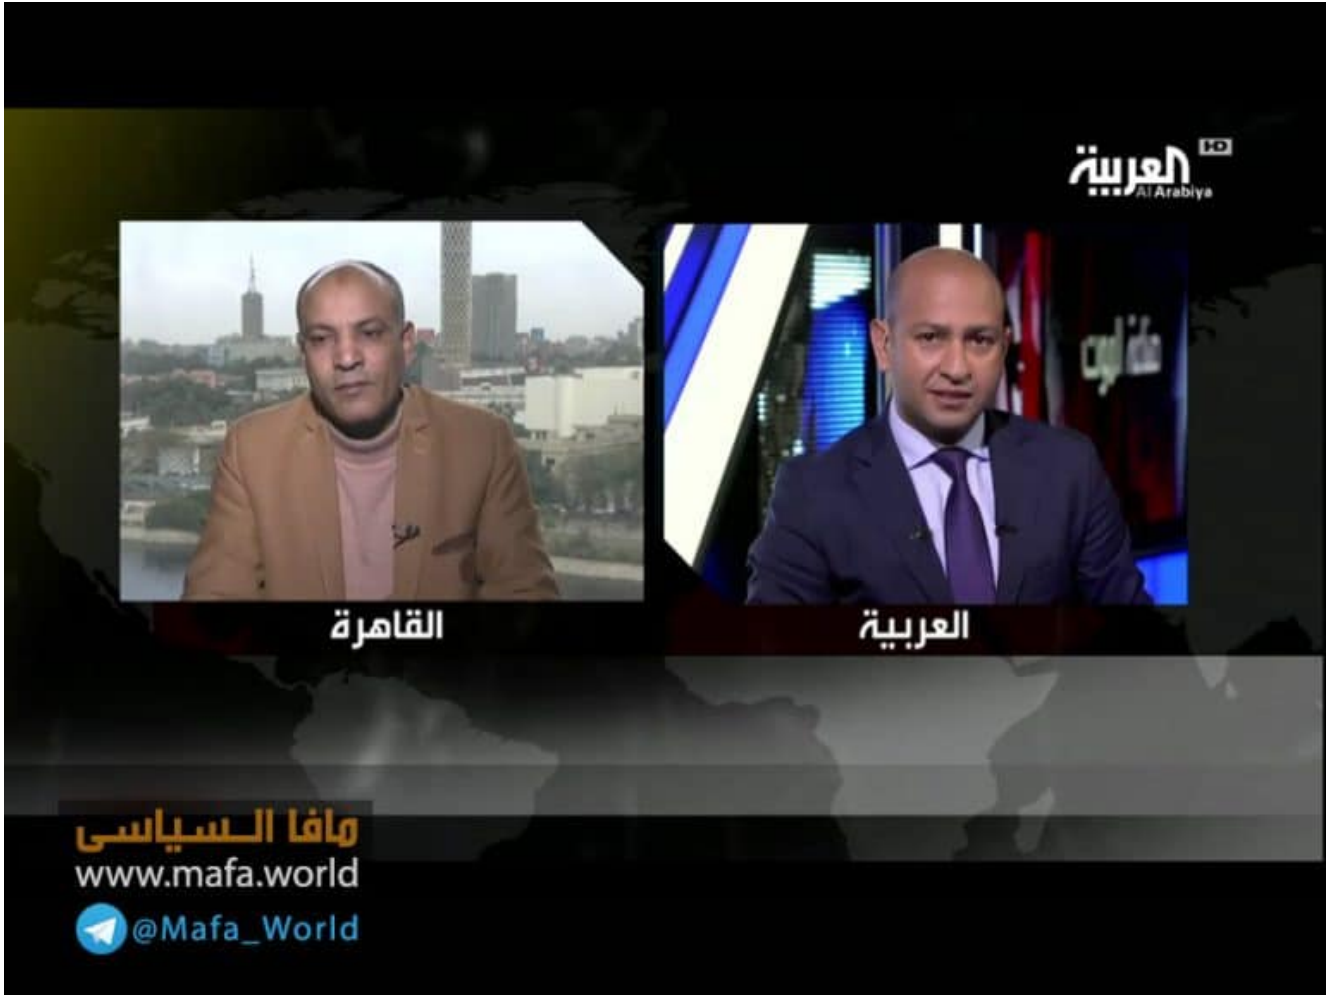 العربية HD
Al Arabiya
القاهرة
العربية
مافا السياسى
www.mafa.world
@Mafa_World